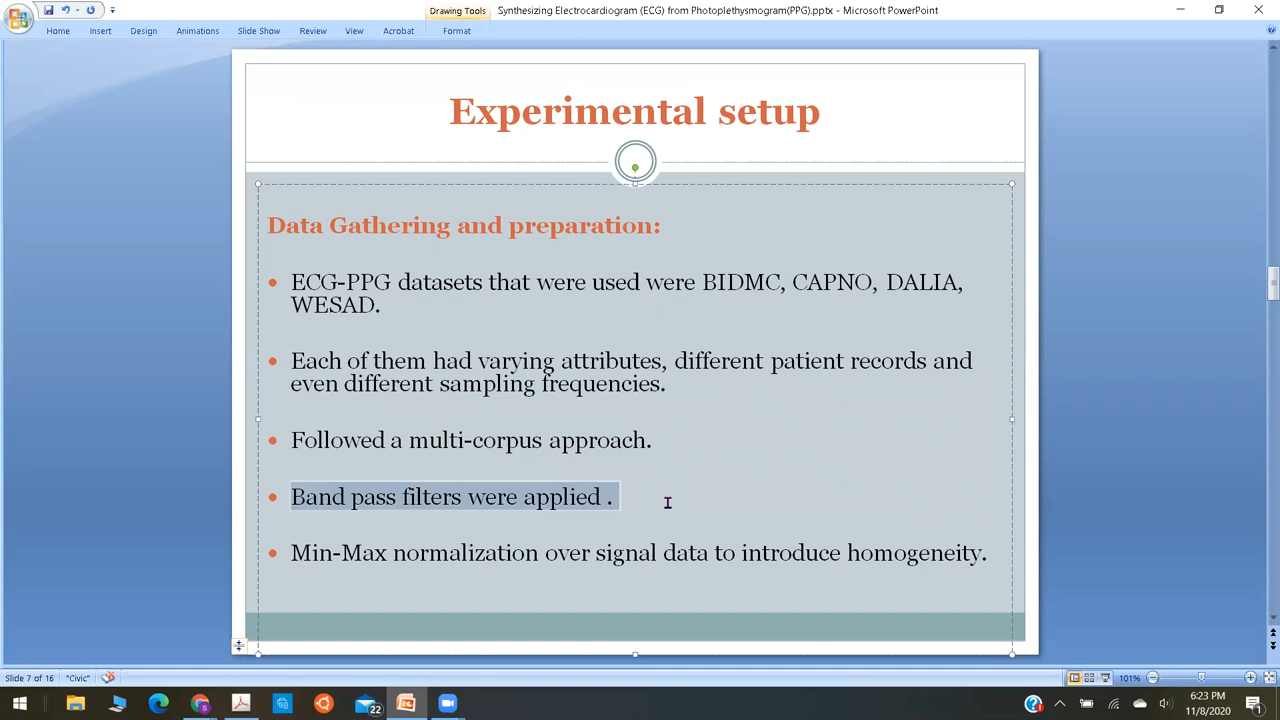 Drawing Tools
Synthesizing Electrocardiogram (ECG) from Photoplethysmogram(PPG).pptx - Microsoft PowerPoint
Home Insert Design Animations Slide Show Review View Acrobat Format
Experimental setup
Data Gathering and preparation:
• ECG-PPG datasets that were used were BIDMC, CAPNO, DALIA,
WESAD.
• Each of them had varying attributes, different patient records and
even different sampling frequencies.
• Followed a multi-corpus approach.
• Band pass filters were applied .
• Min-Max normalization over signal data to introduce homogeneity.
Slide 7 of 16 "Civic" 101%
22
6:23 PM
11/8/2020
1